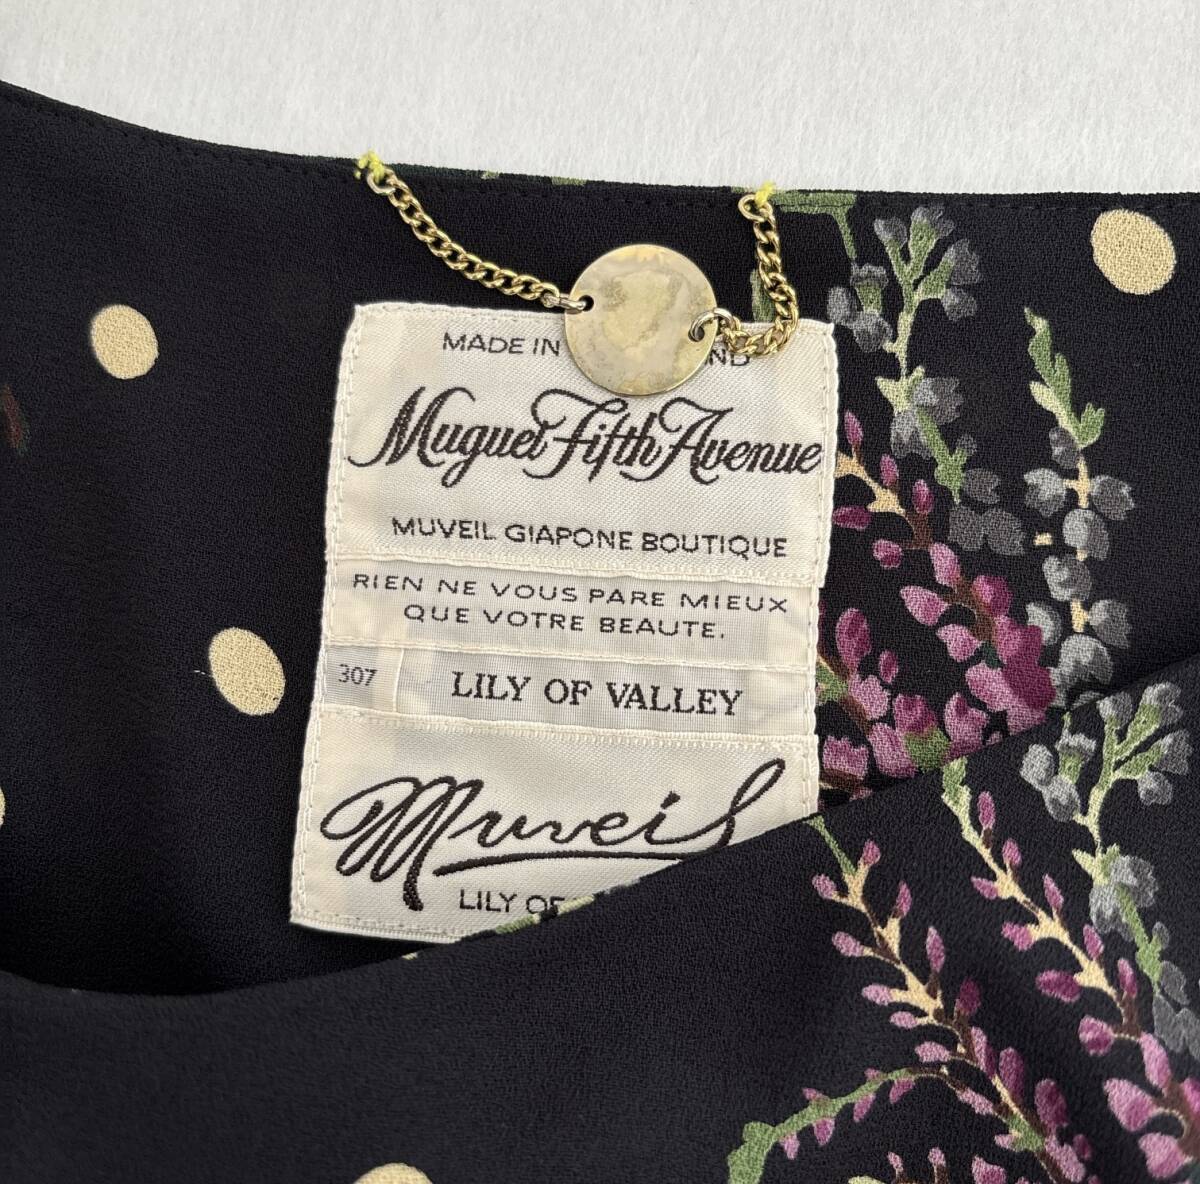 MADE IN
Muguet Fifth Avenue
MUVEIL GIAPONE BOUTIQUE
RIEN NE VOUS PARE MIEUX
QUE VOTRE BEAUTE.
307 LILY OF VALLEY
Muveil
LILY OF